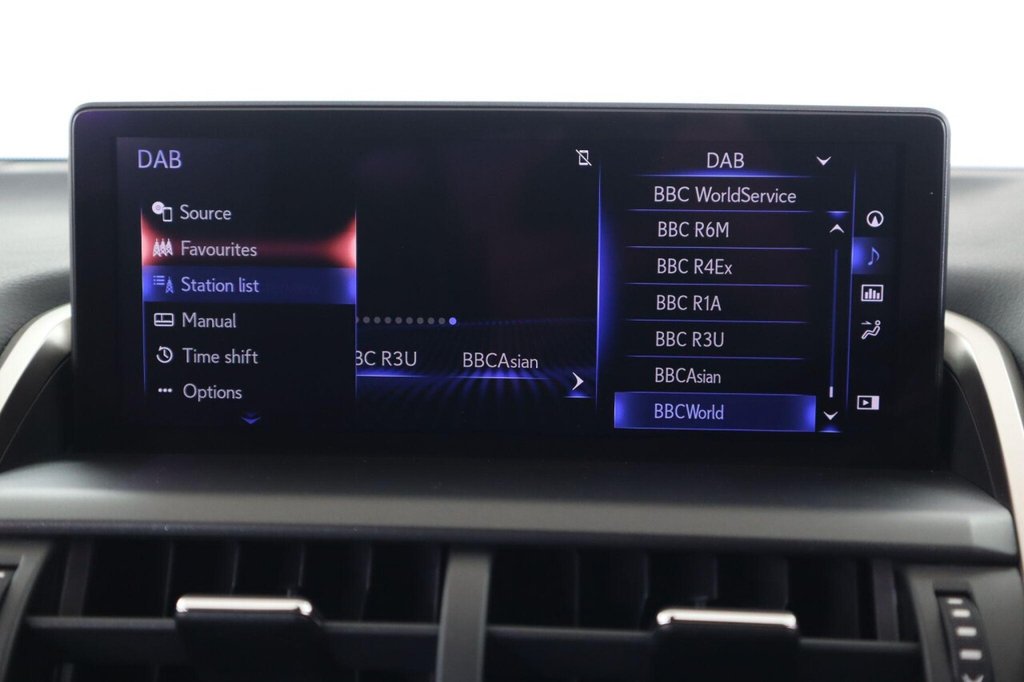 DAB
Source
Favourites
Station list
Manual
Time shift
Options
BC R3U
BBCAsian
DAB
BBC WorldService
BBC R6M
BBC R4Ex
BBC R1A
BBC R3U
BBCAsian
BBCWorld